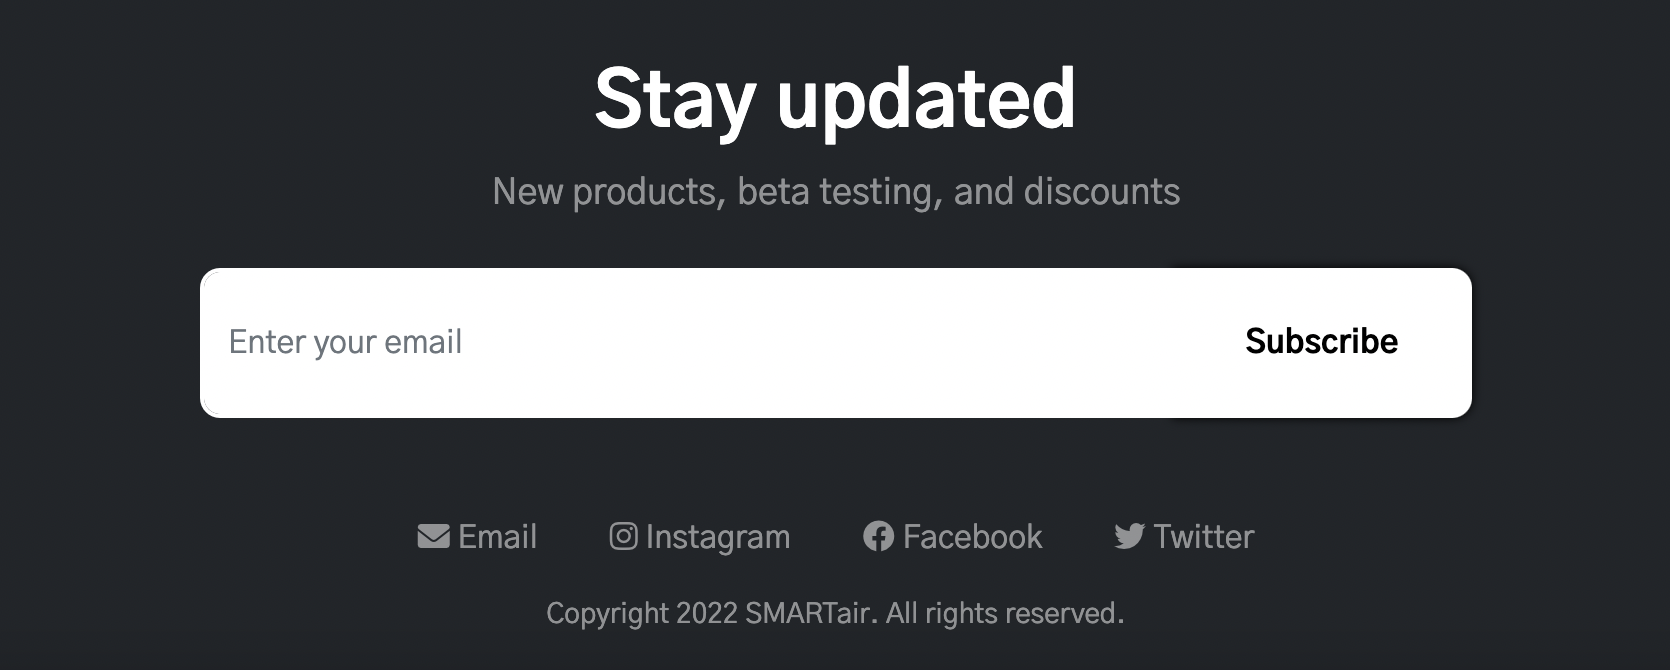 Stay updated
New products, beta testing, and discounts
Enter your email Subscribe
Email Instagram Facebook Twitter
Copyright 2022 SMARTair. All rights reserved.